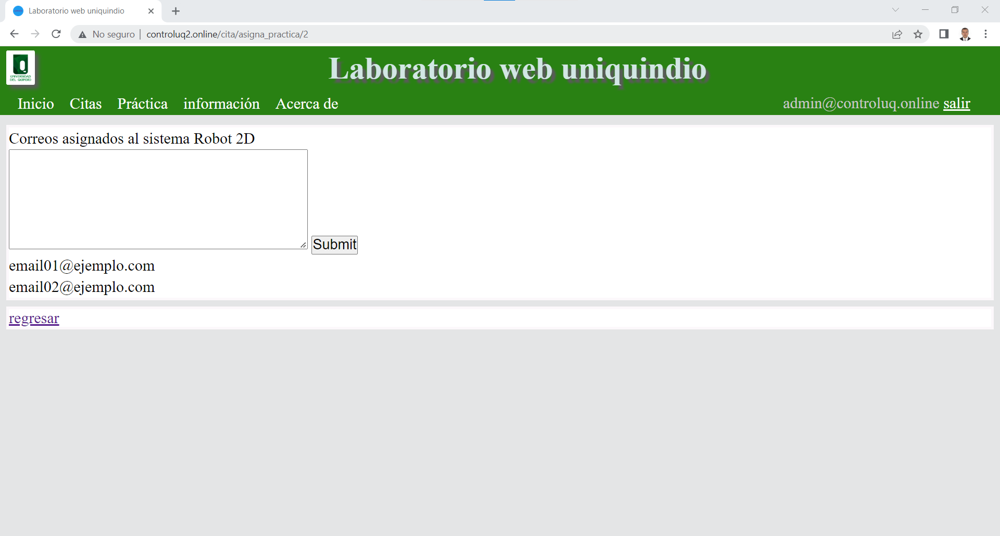 Laboratorio web uniquindio
No seguro | controluq2.online/cita/asigna_practica/2
UNIVERSIDAD
DEL QUINDÍO
Laboratorio web uniquindio
Inicio Citas Práctica información Acerca de admin@controluq.online salir
Correos asignados al sistema Robot 2D
Submit
email01@ejemplo.com
email02@ejemplo.com
regresar